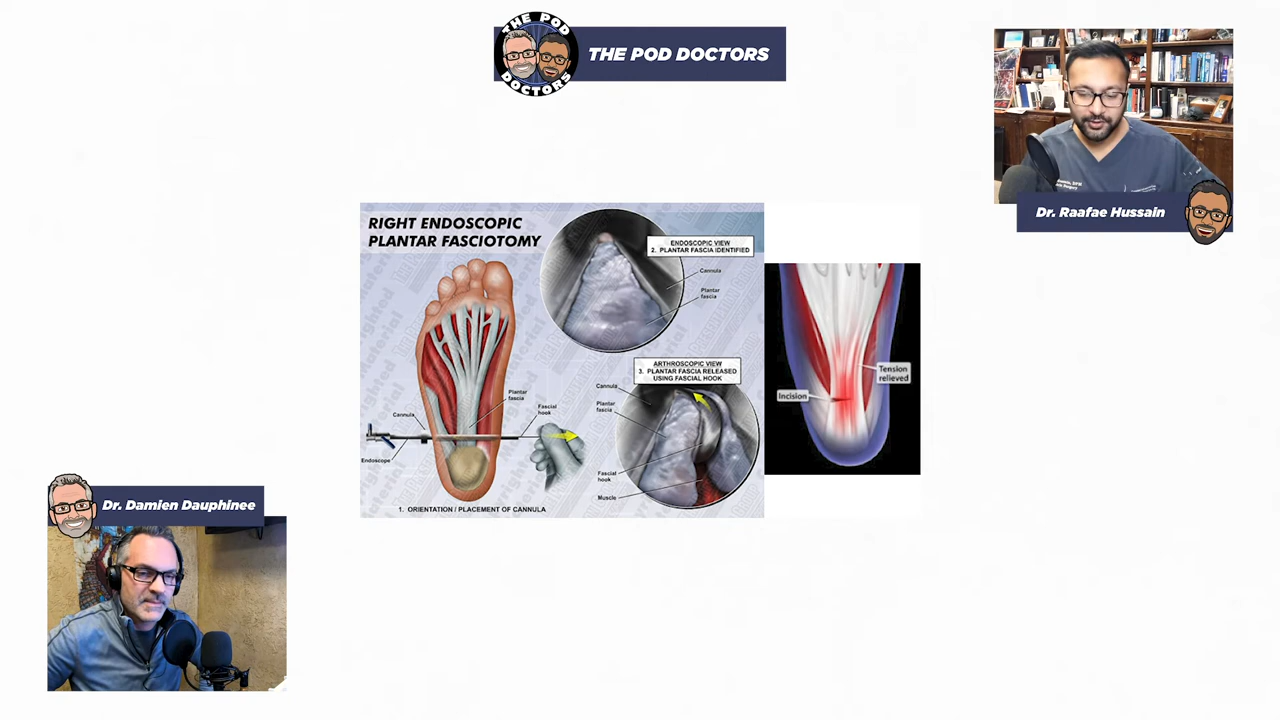 THE POD
DOCTORS
THE POD DOCTORS
Dr. Raafae Hussain
RIGHT ENDOSCOPIC
PLANTAR FASCIOTOMY
ENDOSCOPIC VIEW
2. PLANTAR FASCIA IDENTIFIED
Cannula
Plantar
fascia
ARTHROSCOPIC VIEW
3. PLANTAR FASCIA RELEASED
USING FASCIAL HOOK
Cannula
Plantar
fascia
Fascial
hook
Muscle
Plantar
fascia
Fascial
hook
Cannula
Endoscope
1. ORIENTATION / PLACEMENT OF CANNULA
Tension
relieved
Incision
Dr. Damien Dauphinee